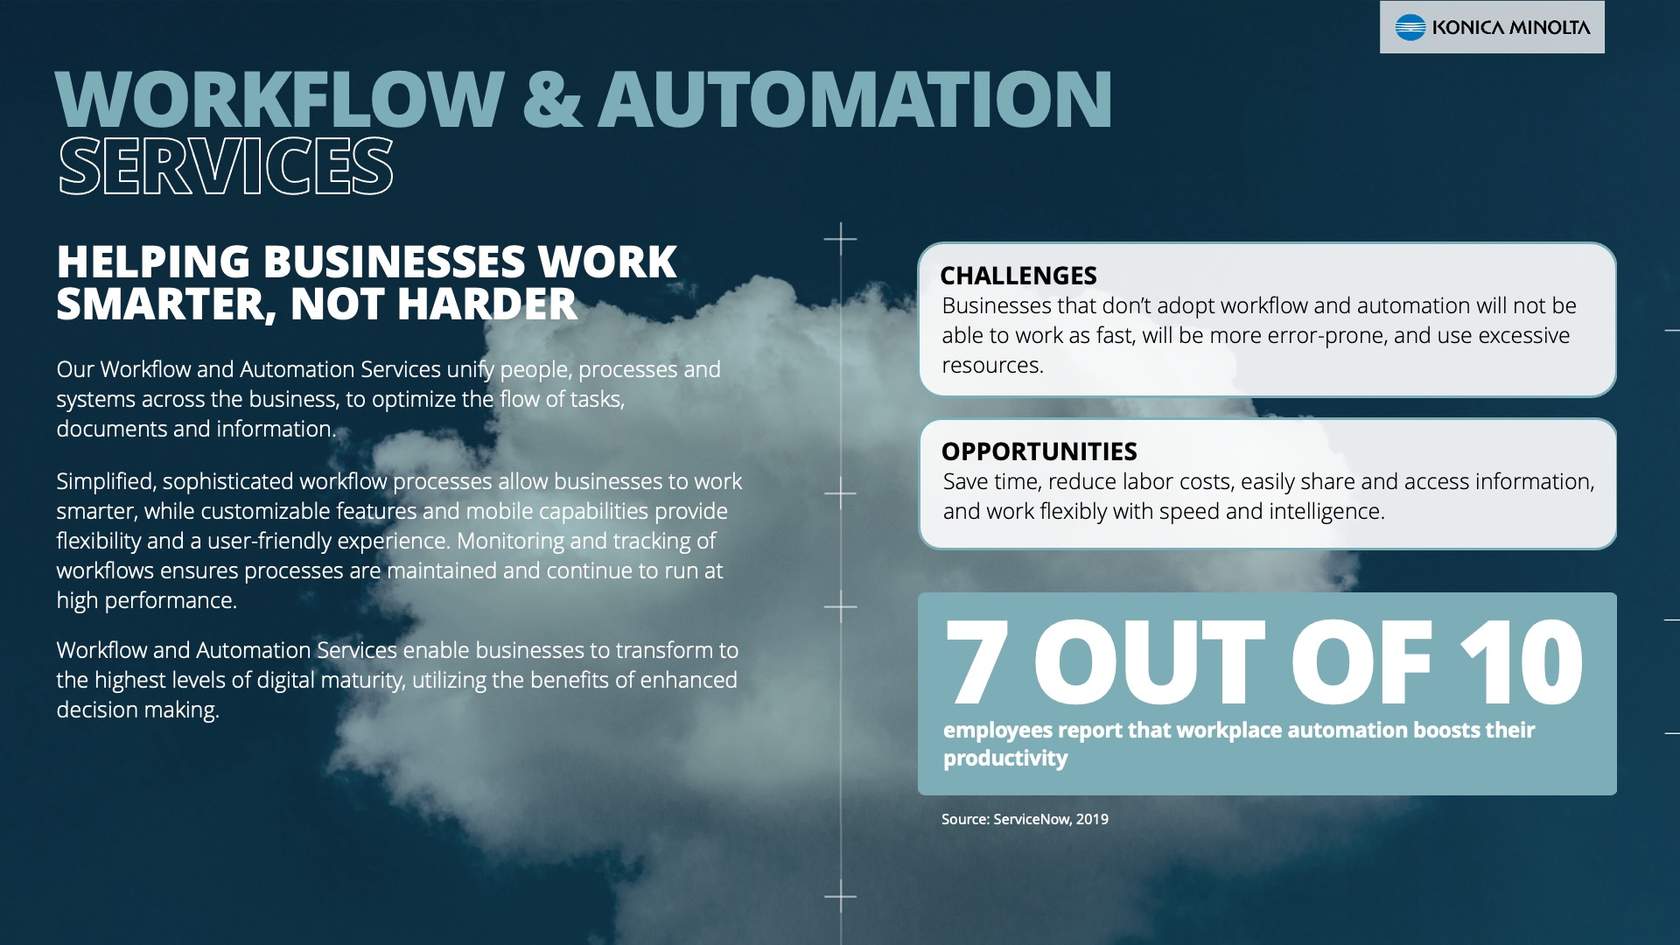 KONICA MINOLTA
WORKFLOW & AUTOMATION
SERVICES
HELPING BUSINESSES WORK
SMARTER, NOT HARDER
Our Workflow and Automation Services unify people, processes and
systems across the business, to optimize the flow of tasks,
documents and information.
Simplified, sophisticated workflow processes allow businesses to work
smarter, while customizable features and mobile capabilities provide
flexibility and a user-friendly experience. Monitoring and tracking of
workflows ensures processes are maintained and continue to run at
high performance.
Workflow and Automation Services enable businesses to transform to
the highest levels of digital maturity, utilizing the benefits of enhanced
decision making.
CHALLENGES
Businesses that don’t adopt workflow and automation will not be
able to work as fast, will be more error-prone, and use excessive
resources.
OPPORTUNITIES
Save time, reduce labor costs, easily share and access information,
and work flexibly with speed and intelligence.
7 OUT OF 10
employees report that workplace automation boosts their
productivity
Source: ServiceNow, 2019